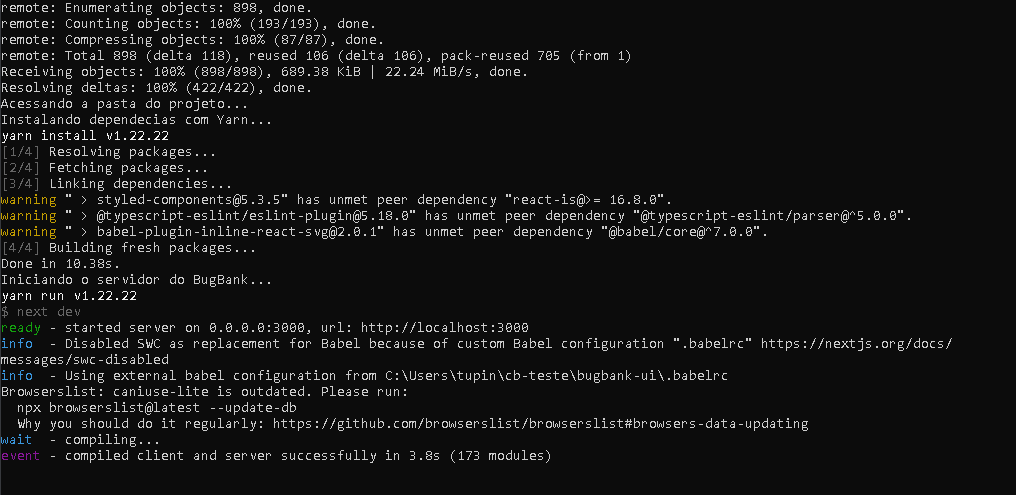 remote: Enumerating objects: 898, done.
remote: Counting objects: 100% (193/193), done.
remote: Compressing objects: 100% (87/87), done.
remote: Total 898 (delta 118), reused 106 (delta 106), pack-reused 705 (from 1)
Receiving objects: 100% (898/898), 689.38 KiB | 22.24 MiB/s, done.
Resolving deltas: 100% (422/422), done.
Acessando a pasta do projeto...
Instalando dependecias com Yarn...
yarn install v1.22.22
[1/4] Resolving packages...
[2/4] Fetching packages...
[3/4] Linking dependencies...
warning " > styled-components@5.3.5" has unmet peer dependency "react-is@>= 16.8.0".
warning " > @typescript-eslint/eslint-plugin@5.18.0" has unmet peer dependency "@typescript-eslint/parser@^5.0.0".
warning " > babel-plugin-inline-react-svg@2.0.1" has unmet peer dependency "@babel/core@^7.0.0".
[4/4] Building fresh packages...
Done in 10.38s.
Iniciando o servidor do BugBank...
yarn run v1.22.22
$ next dev
ready - started server on 0.0.0.0:3000, url: http://localhost:3000
info  - Disabled SWC as replacement for Babel because of custom Babel configuration ".babelrc" https://nextjs.org/docs/
messages/swc-disabled
info  - Using external babel configuration from C:\Users\tupin\cb-teste\bugbank-ui\.babelrc
Browserslist: caniuse-lite is outdated. Please run:
  npx browserslist@latest --update-db
  Why you should do it regularly: https://github.com/browserslist/browserslist#browsers-data-updating
wait  - compiling...
event - compiled client and server successfully in 3.8s (173 modules)